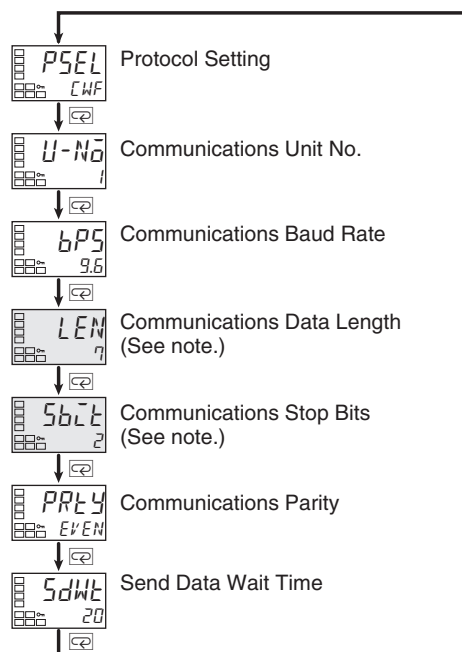 PSEL
CWF
Protocol Setting
U-No
1
Communications Unit No.
bPS
9.6
Communications Baud Rate
LEN
7
Communications Data Length
(See note.)
Sbit
2
Communications Stop Bits
(See note.)
PRtY
EVEN
Communications Parity
SdWt
20
Send Data Wait Time